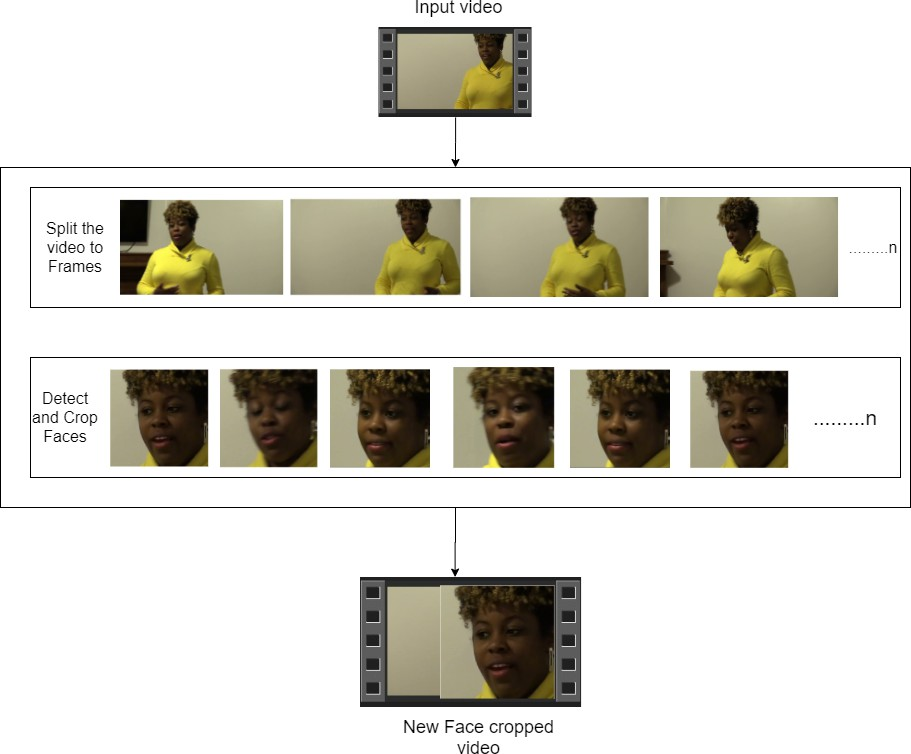 Input video
Split the
video to
Frames
.........n
Detect
and Crop
Faces
.........n
New Face cropped
video